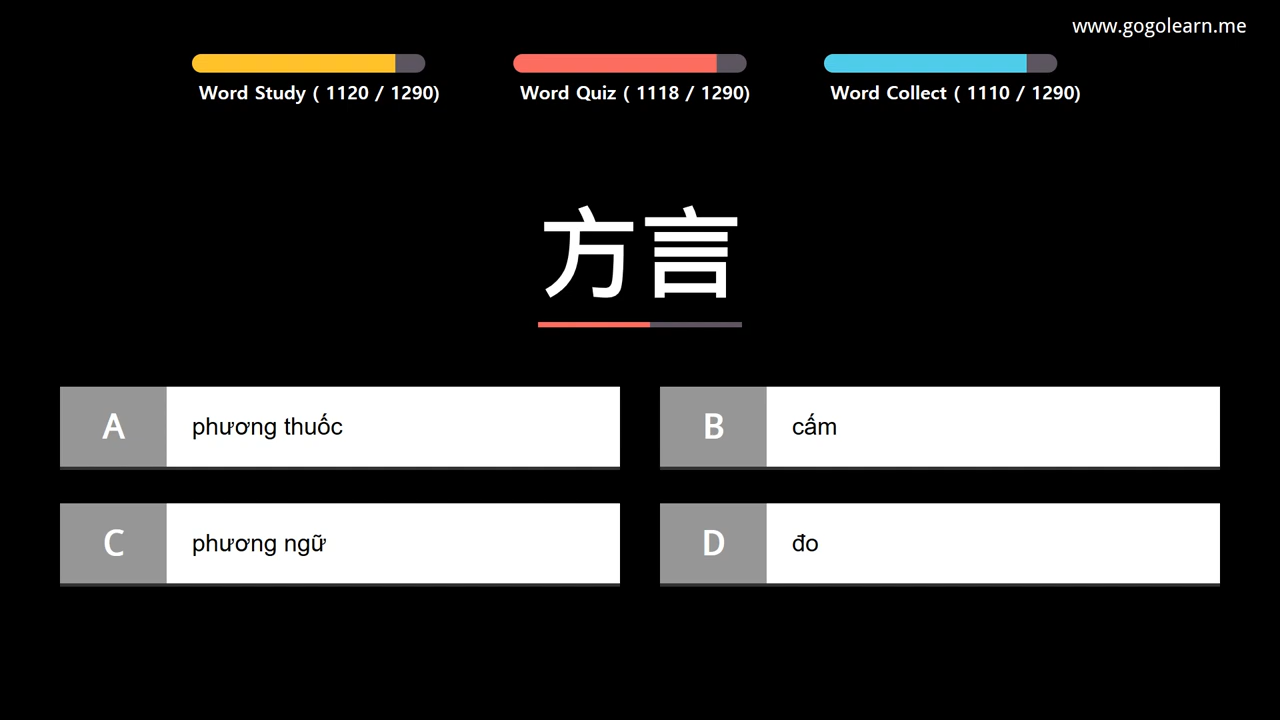 www.gogolearn.me
Word Study ( 1120 / 1290)
Word Quiz ( 1118 / 1290)
Word Collect ( 1110 / 1290)
方言
A phương thuốc
B cấm
C phương ngữ
D đo